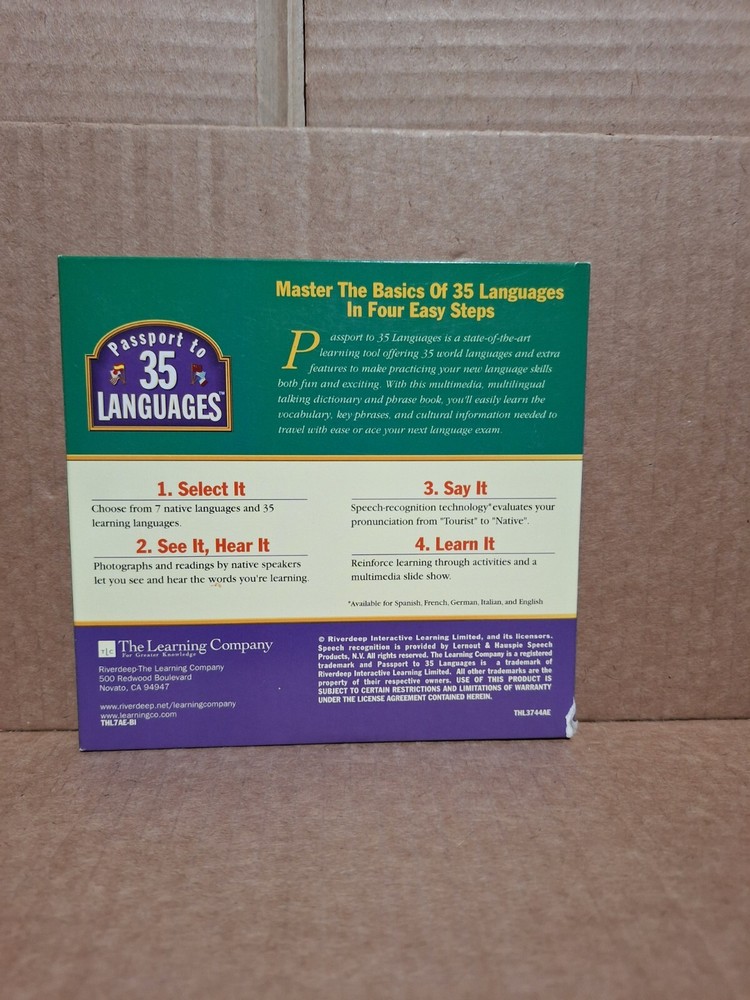 Master The Basics Of 35 Languages
In Four Easy Steps
Passport to
35
LANGUAGES™
Passport to 35 Languages is a state-of-the-art
learning tool offering 35 world languages and extra
features to make practicing your new language skills
both fun and exciting. With this multimedia, multilingual
talking dictionary and phrase book, you'll easily learn the
vocabulary, key phrases, and cultural information needed to
travel with ease or ace your next language exam.
1. Select It
Choose from 7 native languages and 35
learning languages.
2. See It, Hear It
Photographs and readings by native speakers
let you see and hear the words you're learning.
3. Say It
Speech-recognition technology* evaluates your
pronunciation from "Tourist" to "Native".
4. Learn It
Reinforce learning through activities and a
multimedia slide show.
*Available for Spanish, French, German, Italian, and English
TLC
The Learning Company
For Greater Knowledge
Riverdeep-The Learning Company
500 Redwood Boulevard
Novato, CA 94947
www.riverdeep.net/learningcompany
www.learningco.com
THL7AE-BI
© Riverdeep Interactive Learning Limited, and its licensors.
Speech recognition is provided by Lernout & Hauspie Speech
Products, N.V. All rights reserved. The Learning Company is a registered
trademark and Passport to 35 Languages is a trademark of
Riverdeep Interactive Learning Limited. All other trademarks are the
property of their respective owners. USE OF THIS PRODUCT IS
SUBJECT TO CERTAIN RESTRICTIONS AND LIMITATIONS OF WARRANTY
UNDER THE LICENSE AGREEMENT CONTAINED HEREIN.
THL3744AE